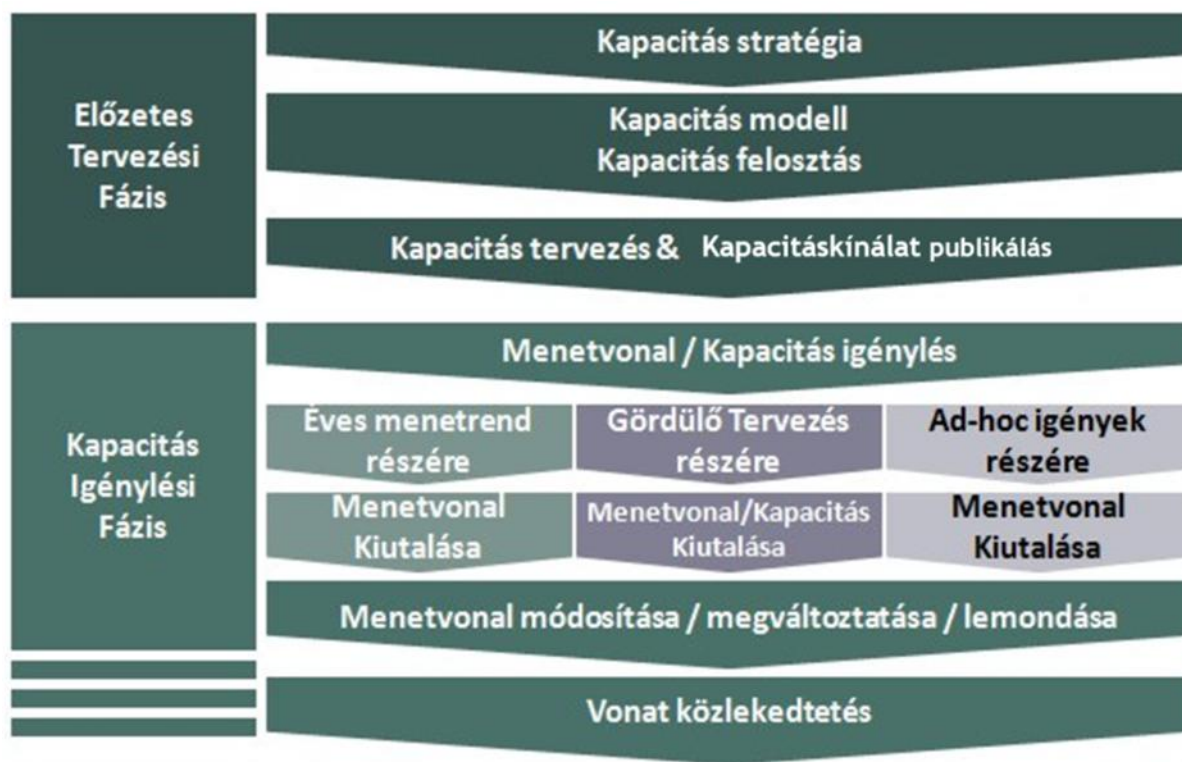 Előzetes
Tervezési
Fázis
Kapacitás stratégia
Kapacitás modell
Kapacitás felosztás
Kapacitás tervezés & Kapacitáskínálat publikálás
Kapacitás
Igénylési
Fázis
Menetvonal / Kapacitás igénylés
Éves menetrend
részére
Gördülő Tervezés
részére
Ad-hoc igények
részére
Menetvonal
Kiutalása
Menetvonal/Kapacitás
Kiutalása
Menetvonal
Kiutalása
Menetvonal módosítása / megváltoztatása / lemondása
Vonat közlekedtetés